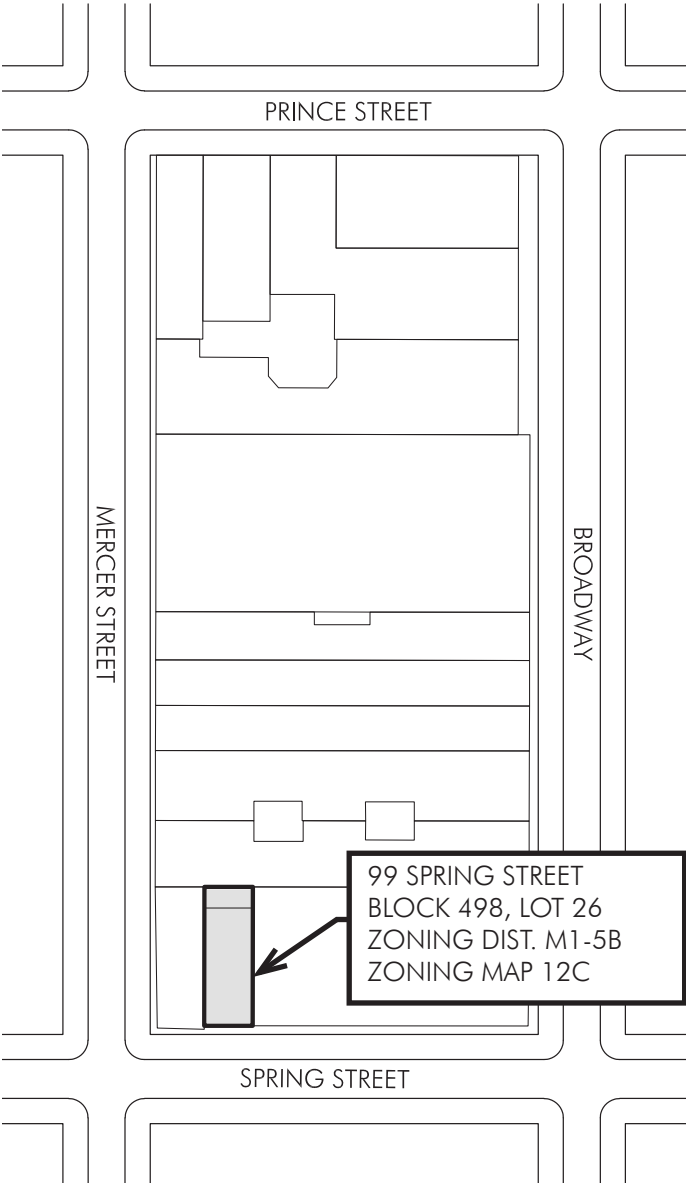 PRINCE STREET
MERCER STREET
BROADWAY
99 SPRING STREET
BLOCK 498, LOT 26
ZONING DIST. M1-5B
ZONING MAP 12C
SPRING STREET